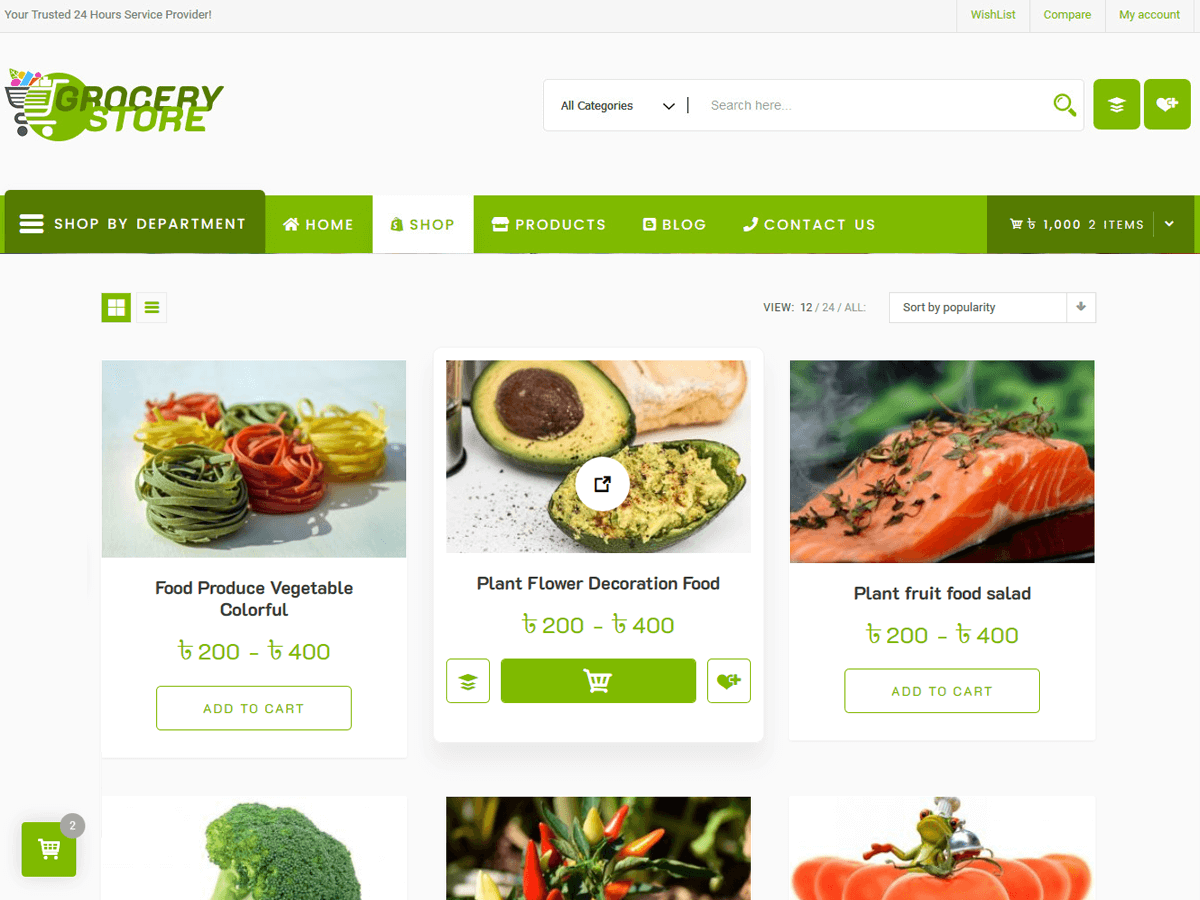 Your Trusted 24 Hours Service Provider!
WishList
Compare
My account
GROCERY
STORE
All Categories
Search here...
SHOP BY DEPARTMENT
HOME
SHOP
PRODUCTS
BLOG
CONTACT US
৳ 1,000 2 ITEMS
VIEW: 12 / 24 / ALL:
Sort by popularity
Food Produce Vegetable
Colorful
৳ 200 - ৳ 400
ADD TO CART
Plant Flower Decoration Food
৳ 200 - ৳ 400
Plant fruit food salad
৳ 200 - ৳ 400
ADD TO CART
2